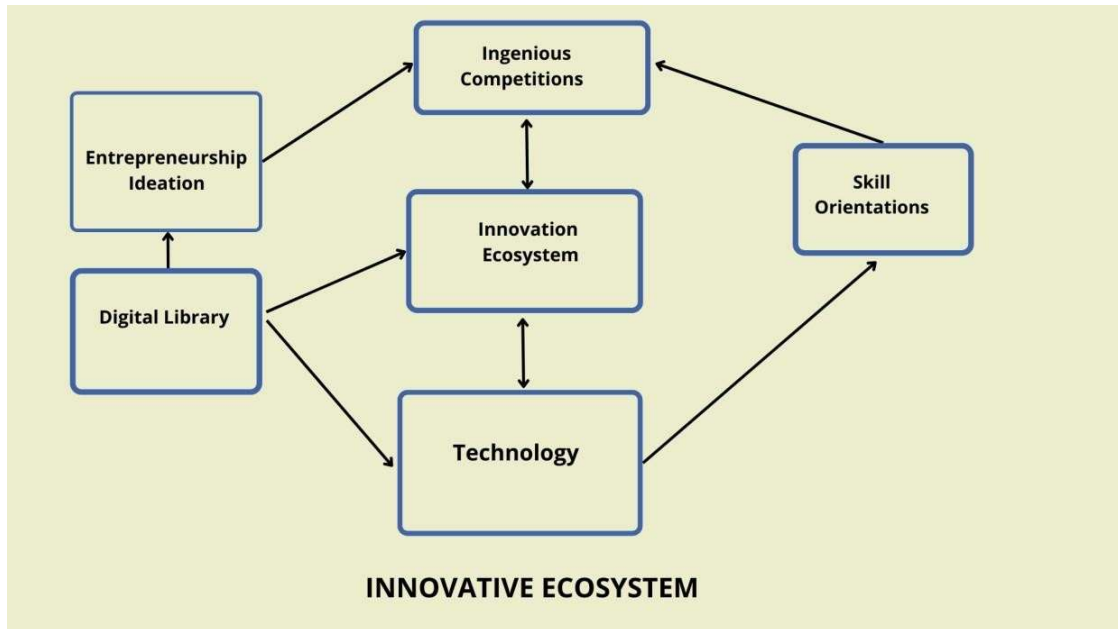 Ingenious
Competitions
Entrepreneurship
Ideation
Skill
Orientations
Innovation
Ecosystem
Digital Library
Technology
INNOVATIVE ECOSYSTEM